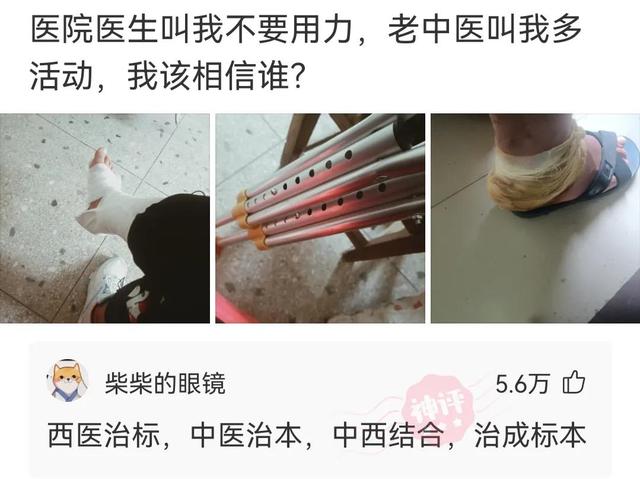 医院医生叫我不要用力，老中医叫我多
活动，我该相信谁？
柴柴的眼镜
5.6万
神评
西医治标，中医治本，中西结合，治成标本